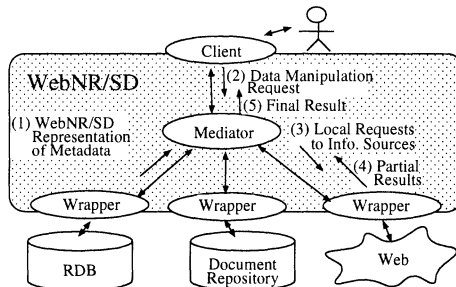 Client
WebNR/SD
(2) Data Manipulation
Request
(5) Final Result
(1) WebNR/SD
Representation
of Metadata
Mediator
(3) Local Requests
to Info. Sources
(4) Partial
Results
Wrapper
Wrapper
Wrapper
RDB
Document
Repository
Web